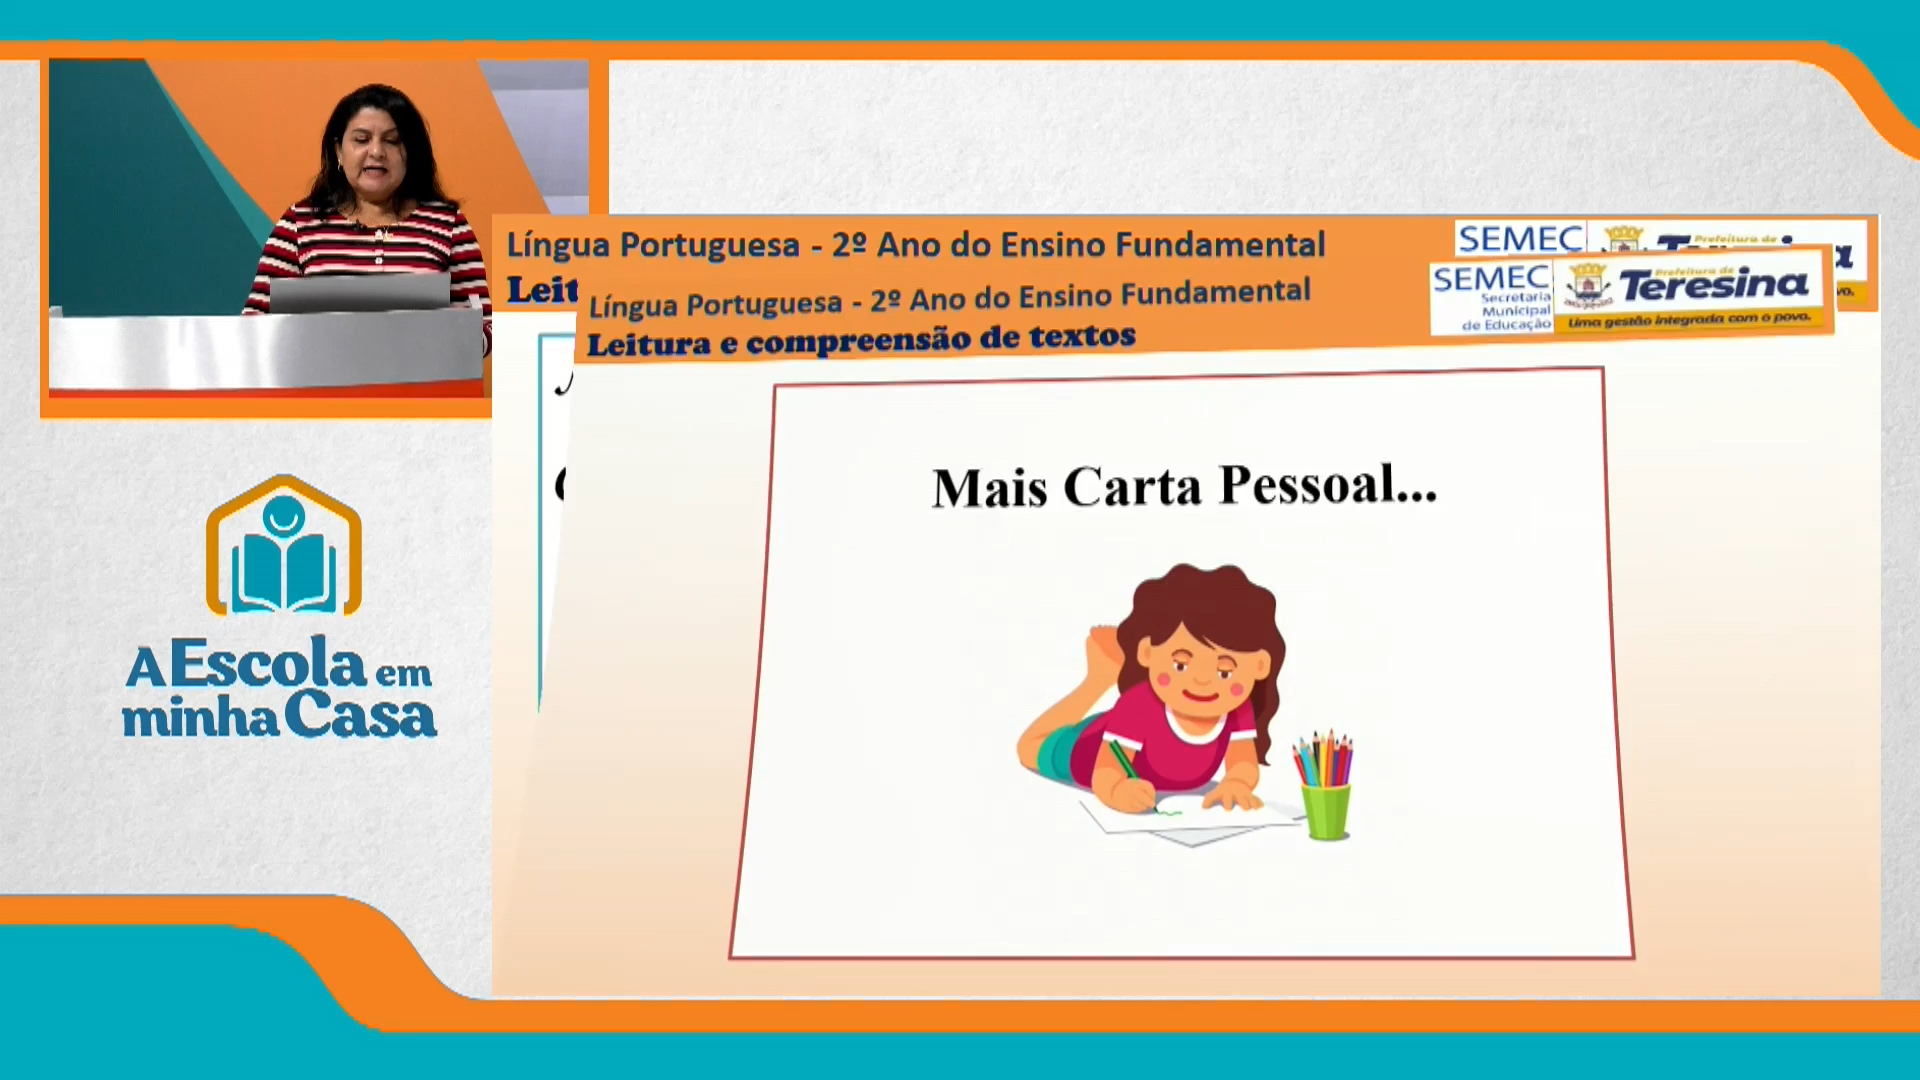 Língua Portuguesa - 2º Ano do Ensino Fundamental
Leit
SEMEC
Prefeitura de
Língua Portuguesa - 2º Ano do Ensino Fundamental
Leitura e compreensão de textos
SEMEC
Secretaria
Municipal
de Educação
Prefeitura de
Teresina
Uma gestão integrada com o povo.
Mais Carta Pessoal...
A Escola em
minha Casa